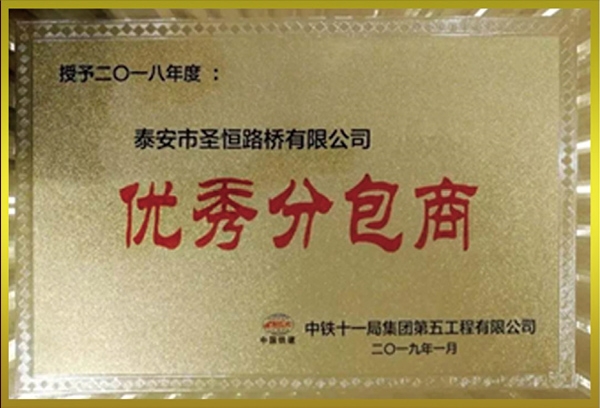 授予二〇一八年度：
泰安市圣恒路桥有限公司
优秀分包商
中国铁建
中铁十一局集团第五工程有限公司
二〇一九年一月